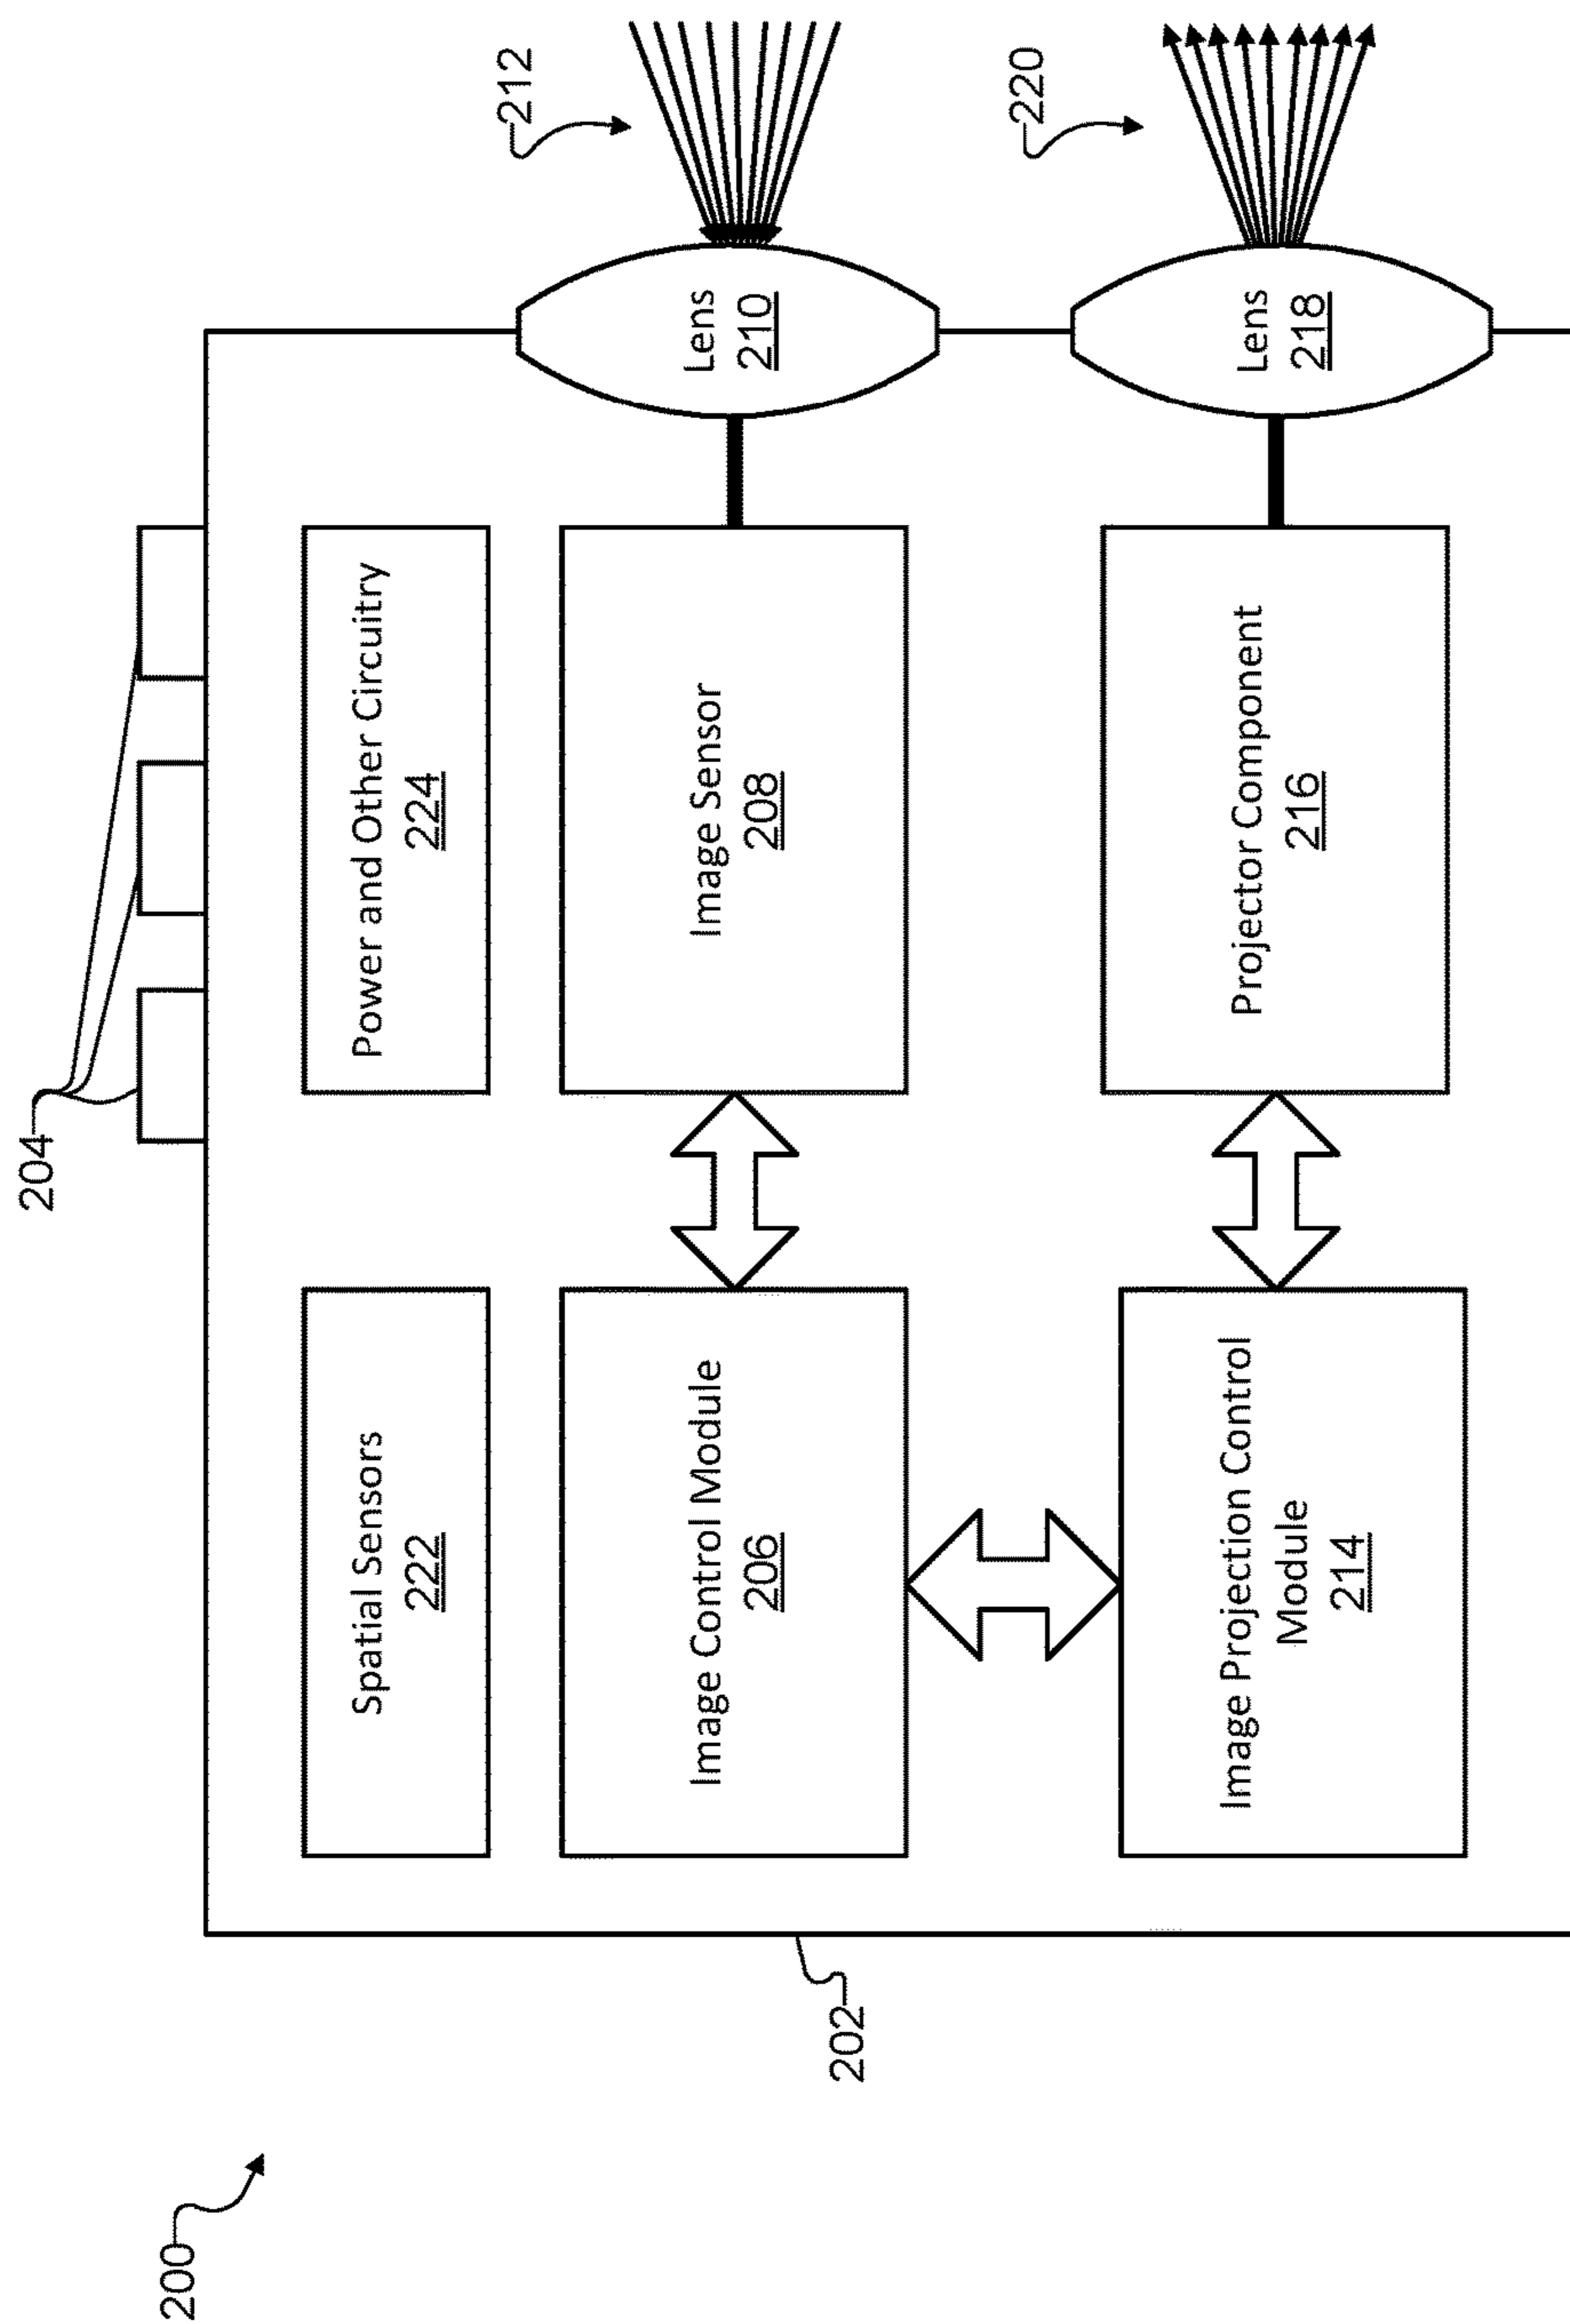 200
202
204
Spatial Sensors
222
Power and Other Circuitry
224
Image Control Module
206
Image Sensor
208
Lens
210
212
Image Projection Control
Module
214
Projector Component
216
Lens
218
220